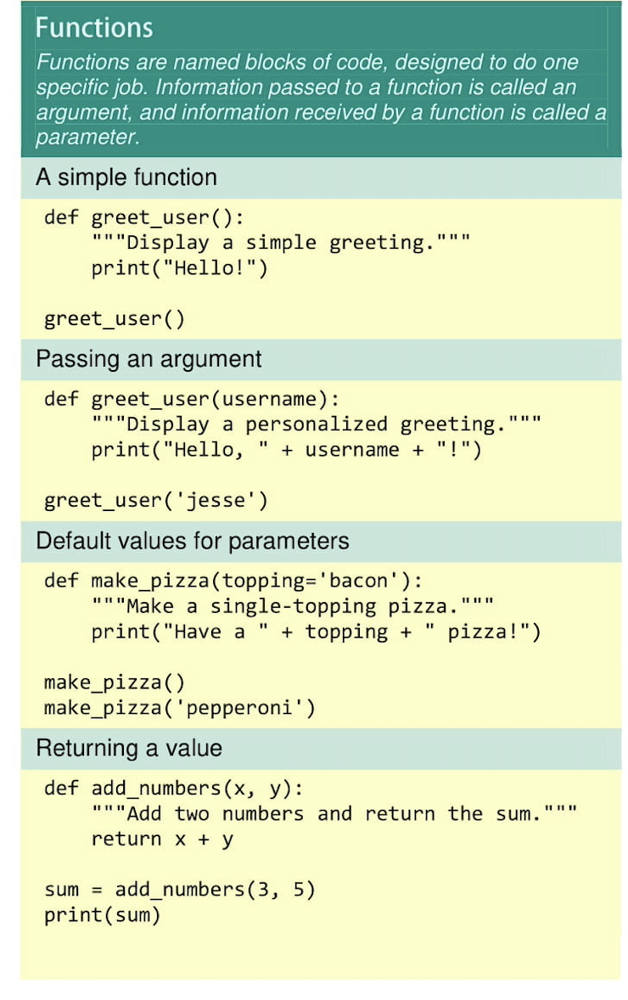 Functions
Functions are named blocks of code, designed to do one
specific job. Information passed to a function is called an
argument, and information received by a function is called a
parameter.
A simple function
def greet_user():
    """Display a simple greeting."""
    print("Hello!")

greet_user()
Passing an argument
def greet_user(username):
    """Display a personalized greeting."""
    print("Hello, " + username + "!")

greet_user('jesse')
Default values for parameters
def make_pizza(topping='bacon'):
    """Make a single-topping pizza."""
    print("Have a " + topping + " pizza!")

make_pizza()
make_pizza('pepperoni')
Returning a value
def add_numbers(x, y):
    """Add two numbers and return the sum."""
    return x + y

sum = add_numbers(3, 5)
print(sum)